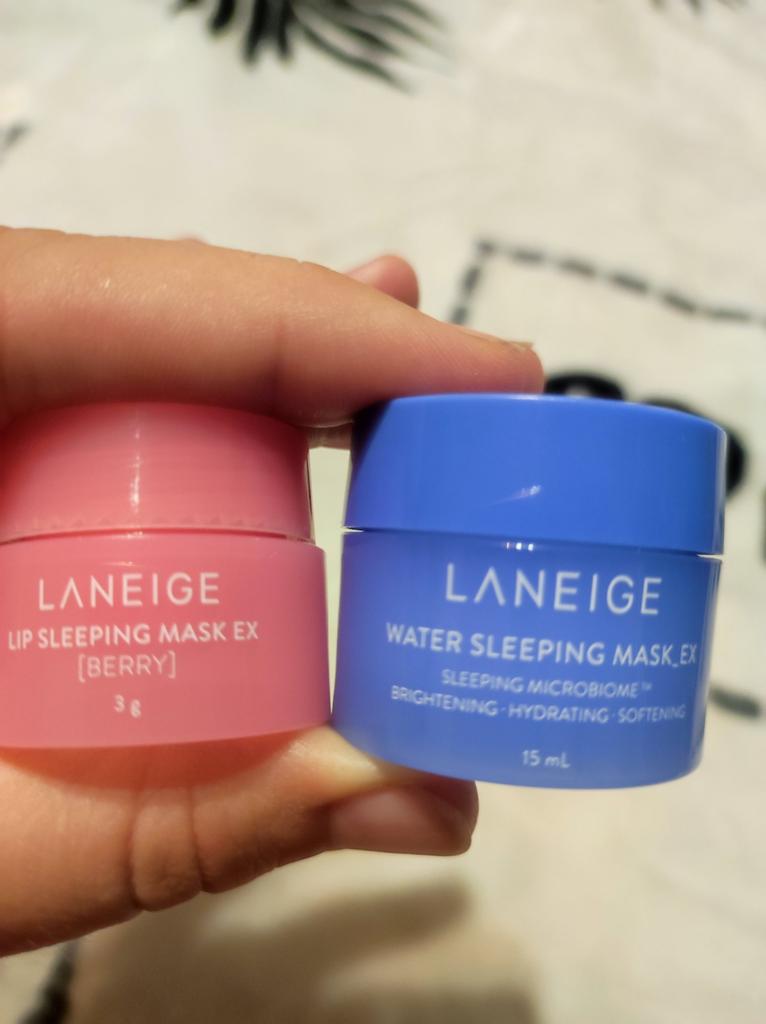 LANEIGE
LIP SLEEPING MASK EX
[BERRY]
3 g
LANEIGE
WATER SLEEPING MASK_EX
SLEEPING MICROBIOME™
BRIGHTENING · HYDRATING · SOFTENING
15 mL